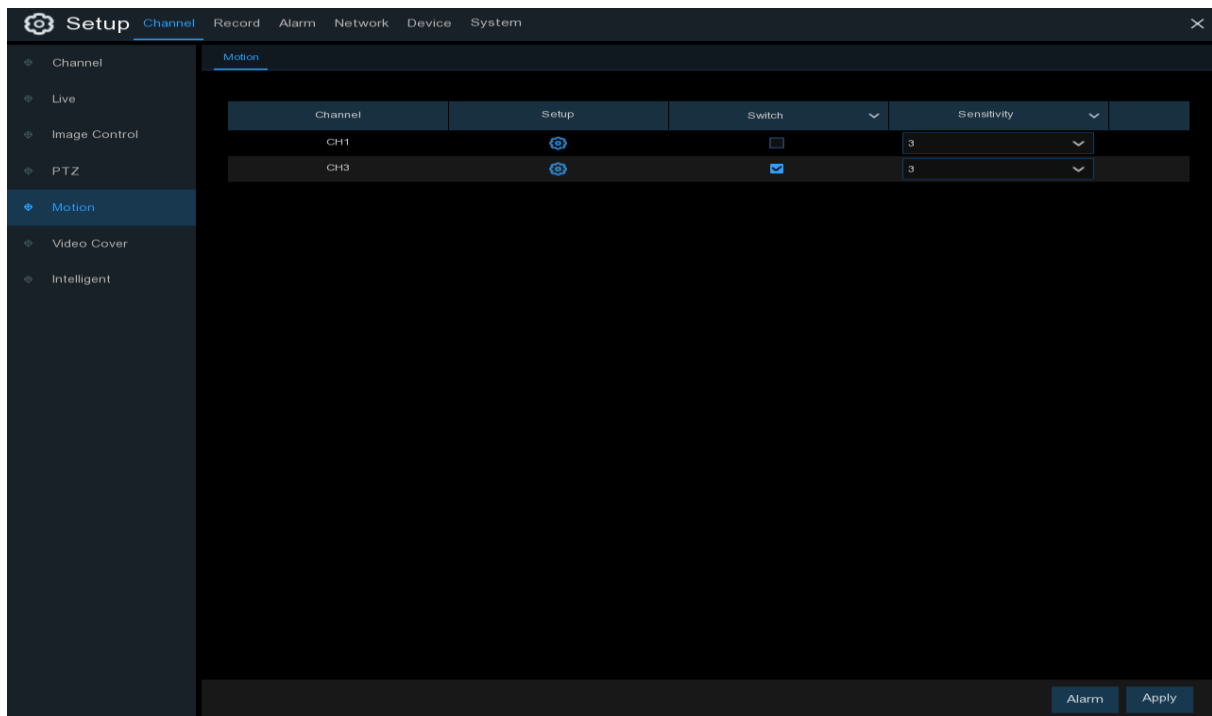 Setup Channel Record Alarm Network Device System
Channel
Live
Image Control
PTZ
Motion
Video Cover
Intelligent
Motion
Channel Setup Switch Sensitivity
CH1 3
CH3 3
Alarm Apply